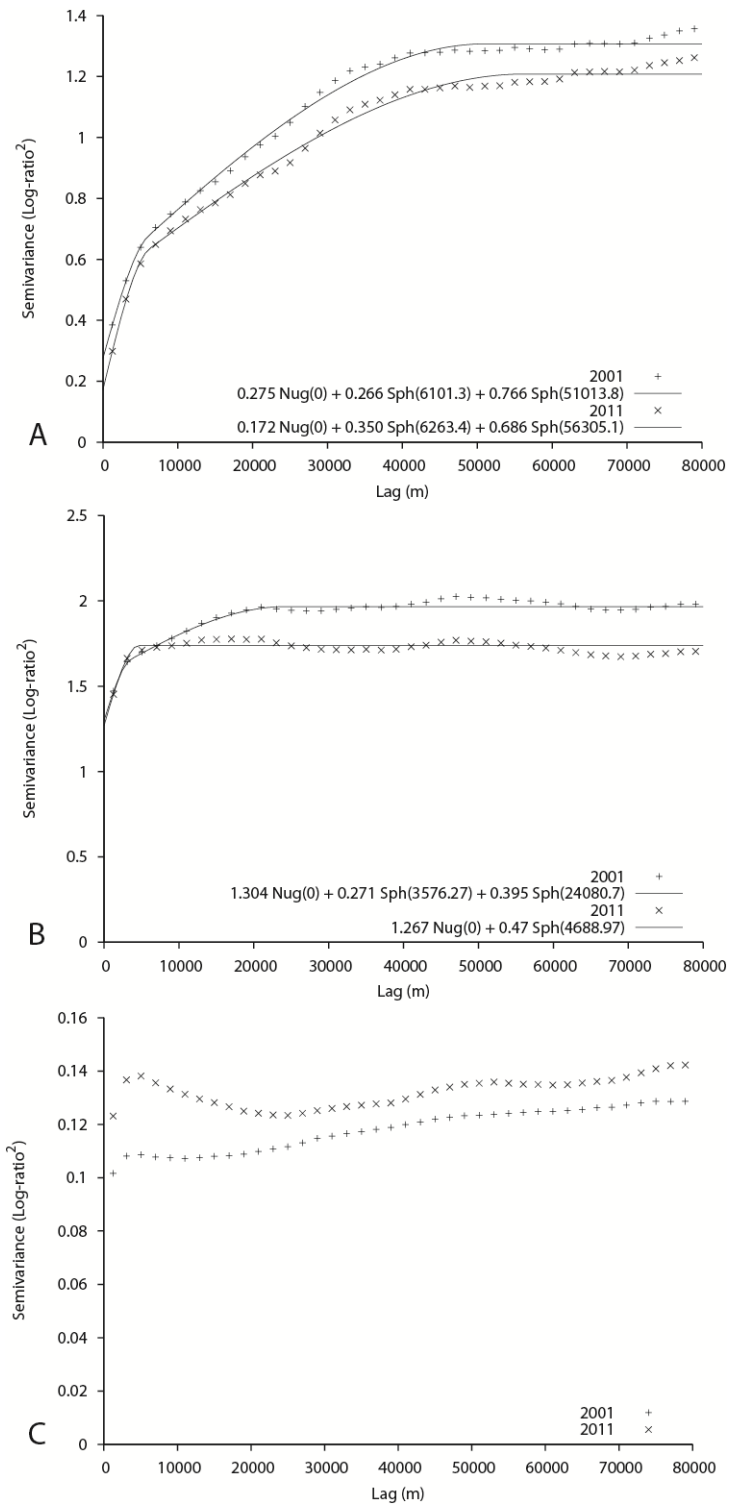 1.4
1.2
1
0.8
0.6
0.4
0.2
0
Semivariance (Log-ratio²)
2001
0.275 Nug(0) + 0.266 Sph(6101.3) + 0.766 Sph(51013.8)
2011
0.172 Nug(0) + 0.350 Sph(6263.4) + 0.686 Sph(56305.1)
A
0 10000 20000 30000 40000 50000 60000 70000 80000
Lag (m)
2.5
2
1.5
1
0.5
0
Semivariance (Log-ratio²)
2001
1.304 Nug(0) + 0.271 Sph(3576.27) + 0.395 Sph(24080.7)
2011
1.267 Nug(0) + 0.47 Sph(4688.97)
B
0 10000 20000 30000 40000 50000 60000 70000 80000
Lag (m)
0.16
0.14
0.12
0.1
0.08
0.06
0.04
0.02
0
Semivariance (Log-ratio²)
2001
2011
C
0 10000 20000 30000 40000 50000 60000 70000 80000
Lag (m)